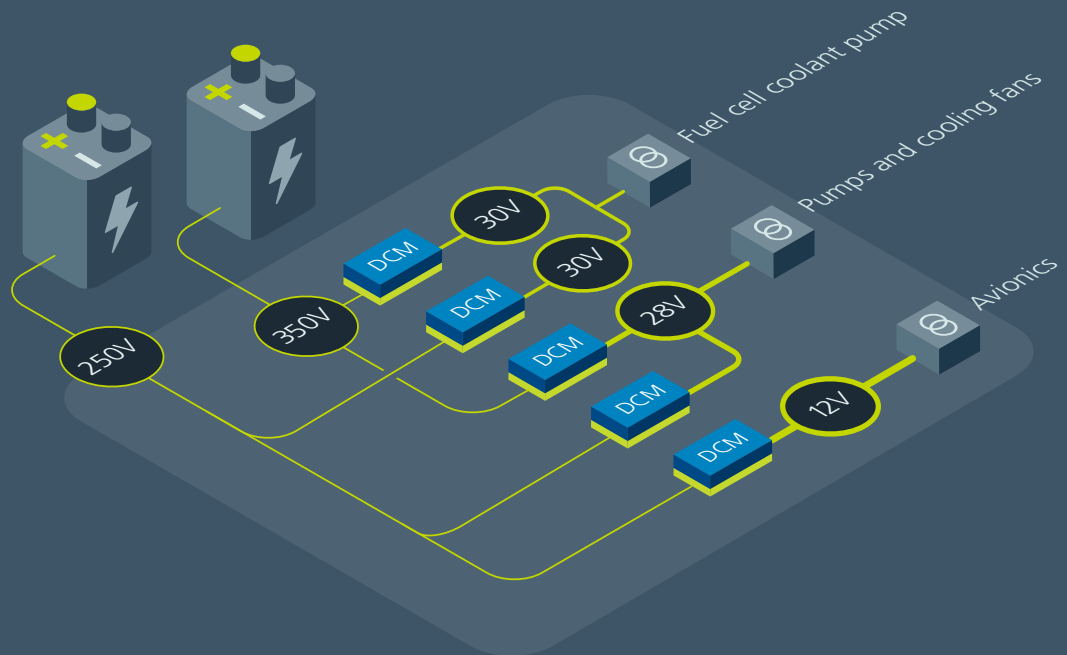 Fuel cell coolant pump
Pumps and cooling fans
Avionics
30V
DCM
30V
DCM
350V
28V
DCM
250V
DCM
12V
DCM